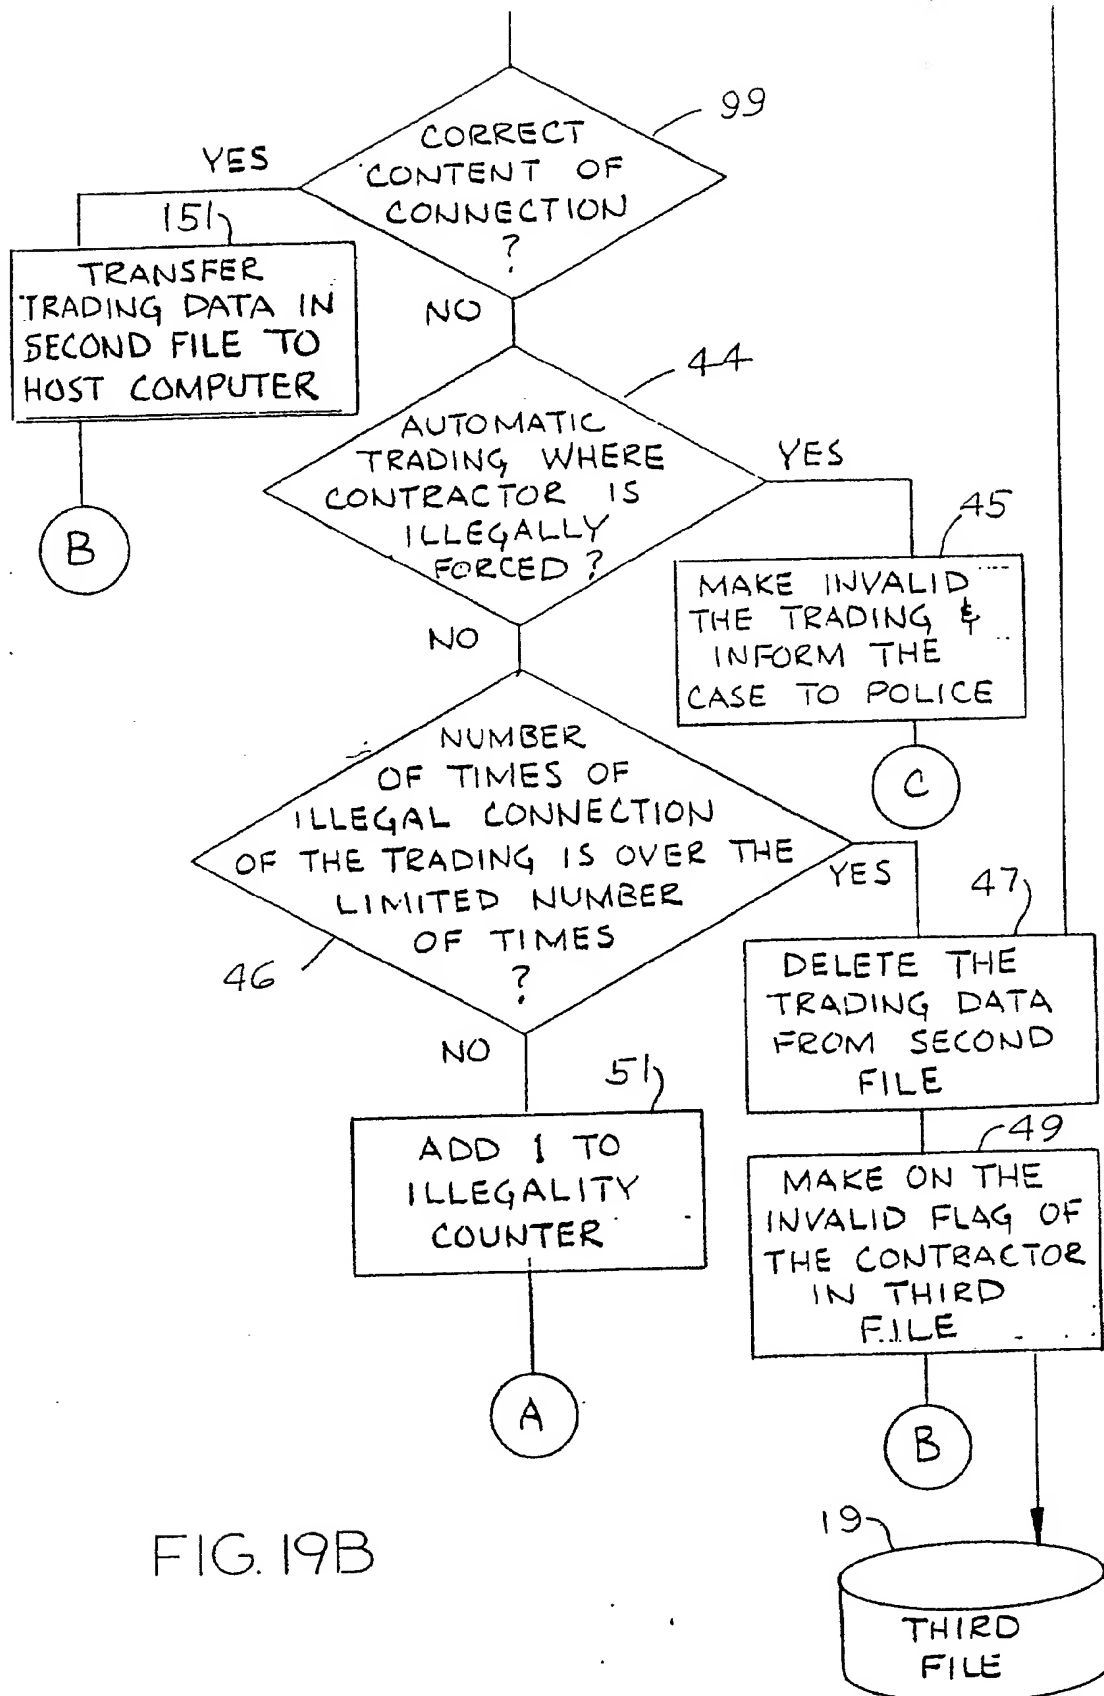 99
CORRECT
CONTENT OF
CONNECTION
?
YES
151
TRANSFER
TRADING DATA IN
SECOND FILE TO
HOST COMPUTER
B
NO
44
AUTOMATIC
TRADING WHERE
CONTRACTOR IS
ILLEGALLY
FORCED ?
YES
45
MAKE INVALID
THE TRADING &
INFORM THE
CASE TO POLICE
C
NO
NUMBER
OF TIMES OF
ILLEGAL CONNECTION
OF THE TRADING IS OVER THE
LIMITED NUMBER
OF TIMES
?
46
YES
47
DELETE THE
TRADING DATA
FROM SECOND
FILE
NO
51
ADD 1 TO
ILLEGALITY
COUNTER
A
49
MAKE ON THE
INVALID FLAG OF
THE CONTRACTOR
IN THIRD
FILE
B
19
THIRD
FILE
FIG. 19B